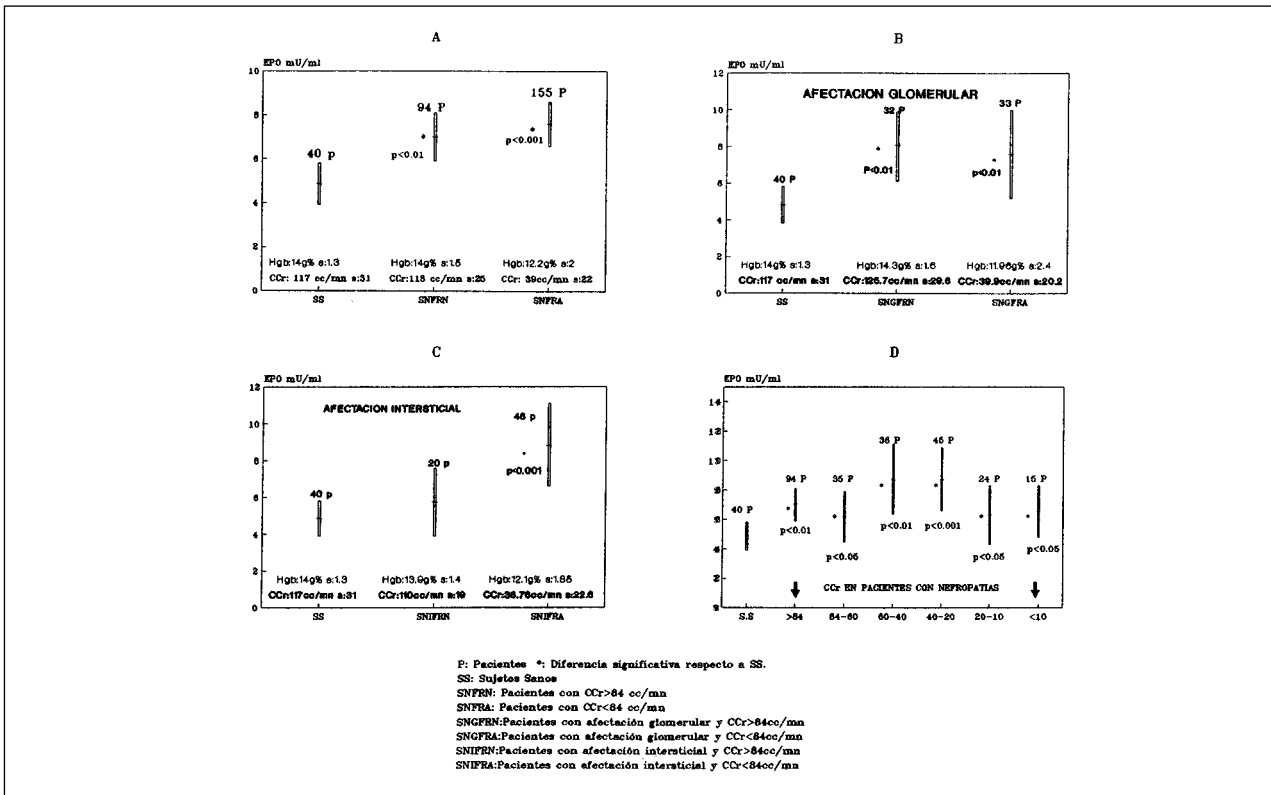 A
EPO mU/ml
10
8
6
4
2
0
40 p
94 P
p<0.01
155 P
p<0.001
Hgb:14g% s:1.3
Hgb:14g% s:1.5
Hgb:12.2g% s:2
CCr: 117 cc/mn s:31
CCr:118 cc/mn s:25
CCr: 39cc/mn s:22
SS
SNFRN
SNFRA
B
EPO mU/ml
12
10
8
6
4
2
0
AFECTACION GLOMERULAR
40 P
32 P
P<0.01
33 P
p<0.01
Hgb:14g% s:1.3
Hgb:14.3g% s:1.6
Hgb:11.96g% s:2.4
CCr:117 cc/mn s:31
CCr:125.7cc/mn s:29.6
CCr:39.9cc/mn s:20.2
SS
SNGFRN
SNGFRA
C
EPO mU/ml
12
10
8
6
4
2
0
AFECTACION INTERSTICIAL
40 p
20 p
46 p
p<0.001
Hgb:14g% s:1.3
Hgb:13.9g% s:1.4
Hgb:12.1g% s:1.85
CCr:117cc/mn s:31
CCr:110cc/mn s:19
CCr:36.76cc/mn s:22.6
SS
SNIFRN
SNIFRA
D
EPO mU/ml
40 P
94 P
p<0.01
35 P
p<0.05
36 P
p<0.01
45 P
p<0.001
24 P
p<0.05
15 P
p<0.05
CCr EN PACIENTES CON NEFROPATIAS
S.S
>84
84-60
60-40
40-20
20-10
<10
P: Pacientes *: Diferencia significativa respecto a SS.
SS: Sujetos Sanos
SNFRN: Pacientes con CCr>84 cc/mn
SNFRA: Pacientes con CCr<84 cc/mn
SNGFRN:Pacientes con afectación glomerular y CCr>84cc/mn
SNGFRA:Pacientes con afectación glomerular y CCr<84cc/mn
SNIFRN:Pacientes con afectación intersticial y CCr>84cc/mn
SNIFRA:Pacientes con afectación intersticial y CCr<84cc/mn